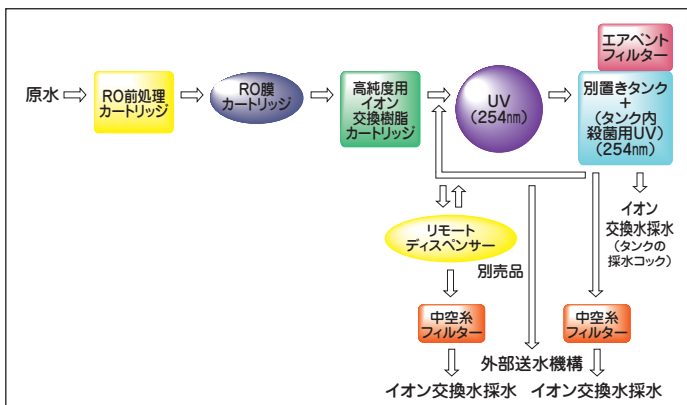 エアベント
フィルター
原水
RO前処理
カートリッジ
RO膜
カートリッジ
高純度用
イオン
交換樹脂
カートリッジ
UV
(254nm)
別置きタンク
+
(タンク内
殺菌用UV)
(254nm)
イオン
交換水採水
(タンクの
採水コック)
リモート
ディスペンサー
別売品
中空糸
フィルター
中空糸
フィルター
外部送水機構
イオン交換水採水
イオン交換水採水